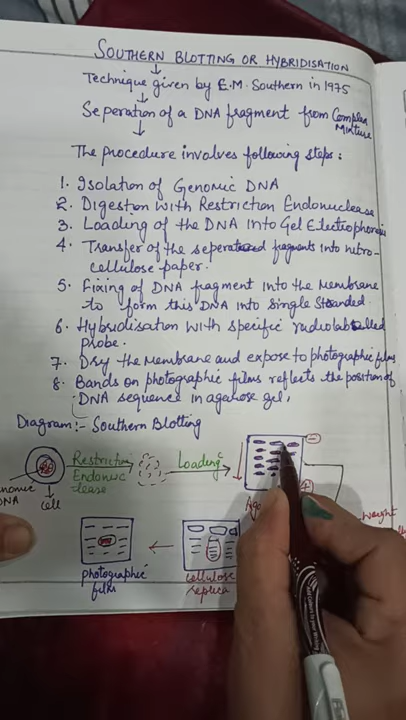 SOUTHERN BLOTTING OR HYBRIDISATION
Technique given by E.M. Southern in 1975
Seperation of a DNA fragment from Complex
Mixture
The procedure involves following steps:
1. Isolation of Genomic DNA
2. Digestion with Restriction Endonuclease
3. Loading of the DNA into Gel Electrophoresis
4. Transfer of the seperated fragments into nitro-
cellulose paper.
5. Fixing of DNA fragment into the Membrane
to form this DNA into single Stranded.
6. Hybridisation with specific radiolabelled
Probe.
7. Dry the Membrane and expose to photographic films
8. Bands on photographic films reflects the position of
DNA sequence in agarose gel,
Diagram:- Southern Blotting
Restriction
Endonuc
lease
Loading
DNA
Cell
weight
photographic
film
Cellulose
replica